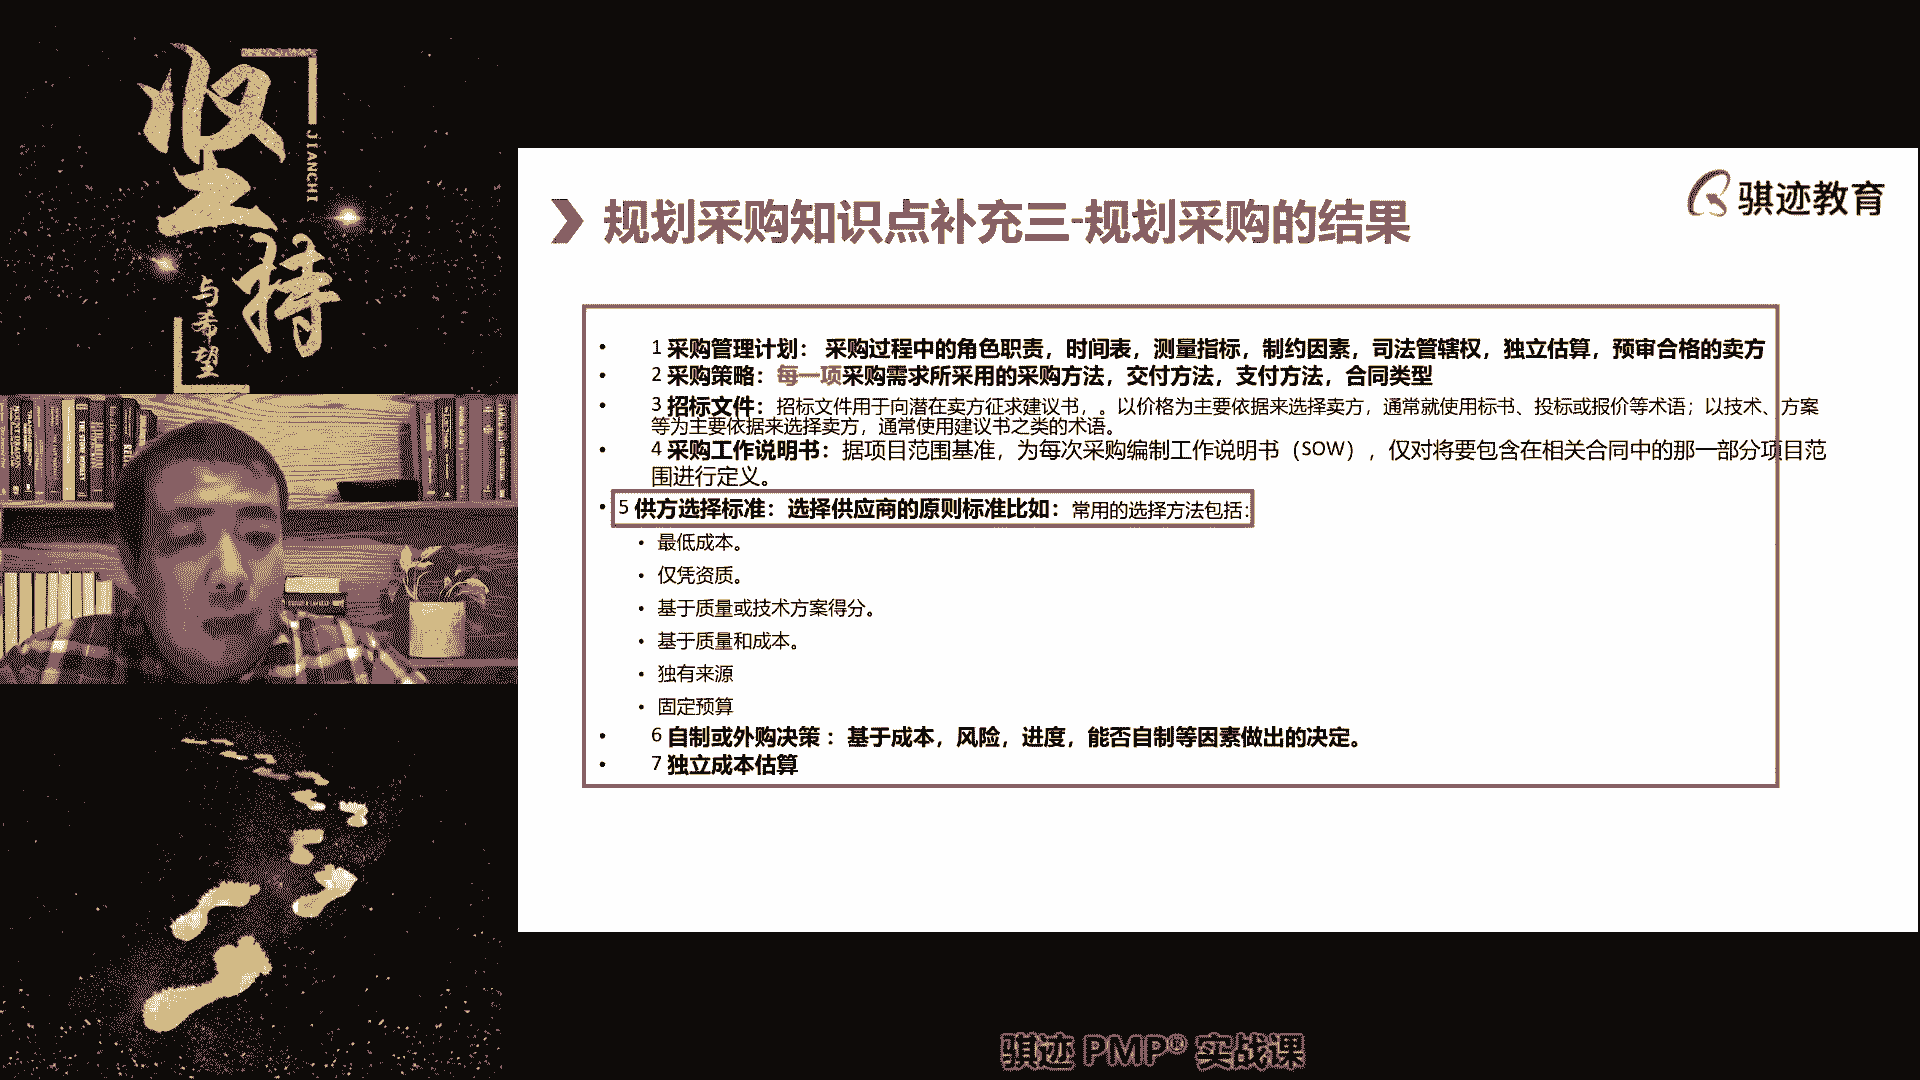 坚持
JIANCHI
与希望
规划采购知识点补充三-规划采购的结果
骐迹教育
• 1 采购管理计划： 采购过程中的角色职责，时间表，测量指标，制约因素，司法管辖权，独立估算，预审合格的卖方
• 2 采购策略：每一项采购需求所采用的采购方法，交付方法，支付方法，合同类型
• 3 招标文件：招标文件用于向潜在卖方征求建议书，。以价格为主要依据来选择卖方，通常就使用标书、投标或报价等术语；以技术、方案
等为主要依据来选择卖方，通常使用建议书之类的术语。
• 4 采购工作说明书：据项目范围基准，为每次采购编制工作说明书（SOW），仅对将要包含在相关合同中的那一部分项目范
围进行定义。
• 5 供方选择标准：选择供应商的原则标准比如：常用的选择方法包括:
• 最低成本。
• 仅凭资质。
• 基于质量或技术方案得分。
• 基于质量和成本。
• 独有来源
• 固定预算
• 6 自制或外购决策 ：基于成本，风险，进度，能否自制等因素做出的决定。
• 7 独立成本估算
骐迹 PMP® 实战课